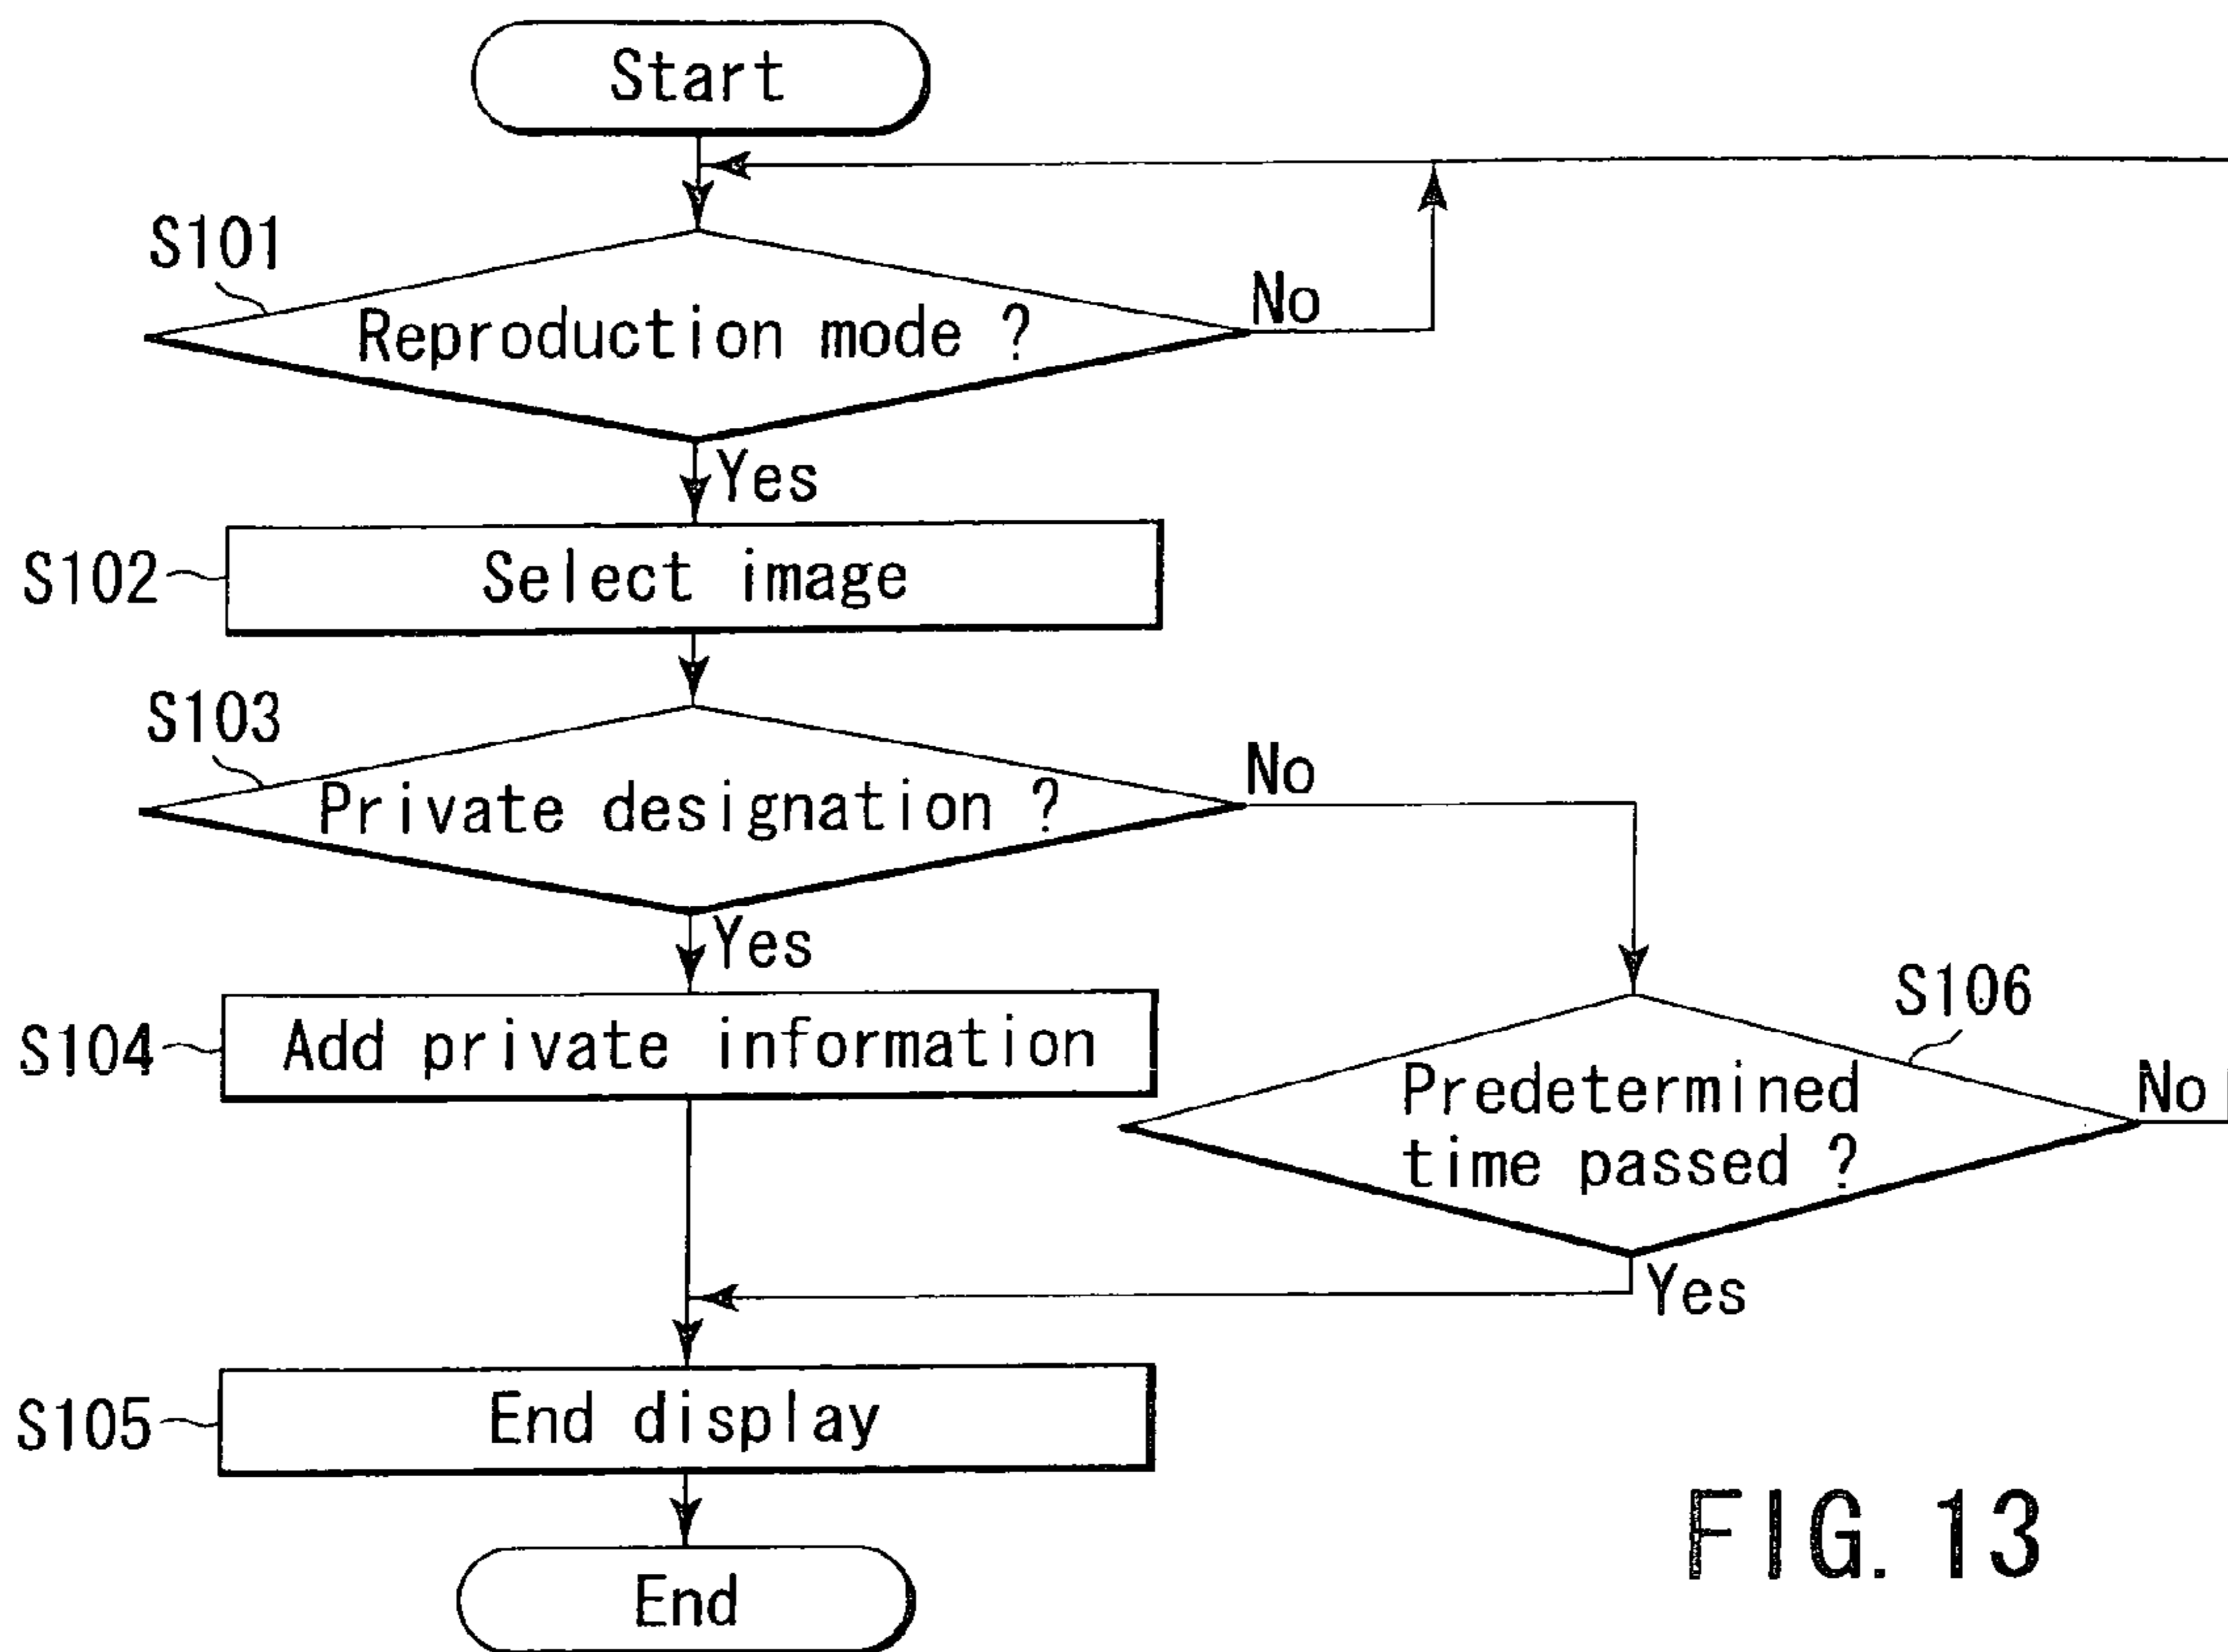 Start
S101
Reproduction mode ?
No
Yes
S102
Select image
S103
Private designation ?
No
Yes
S104
Add private information
S106
Predetermined
time passed ?
No
Yes
S105
End display
End
FIG. 13